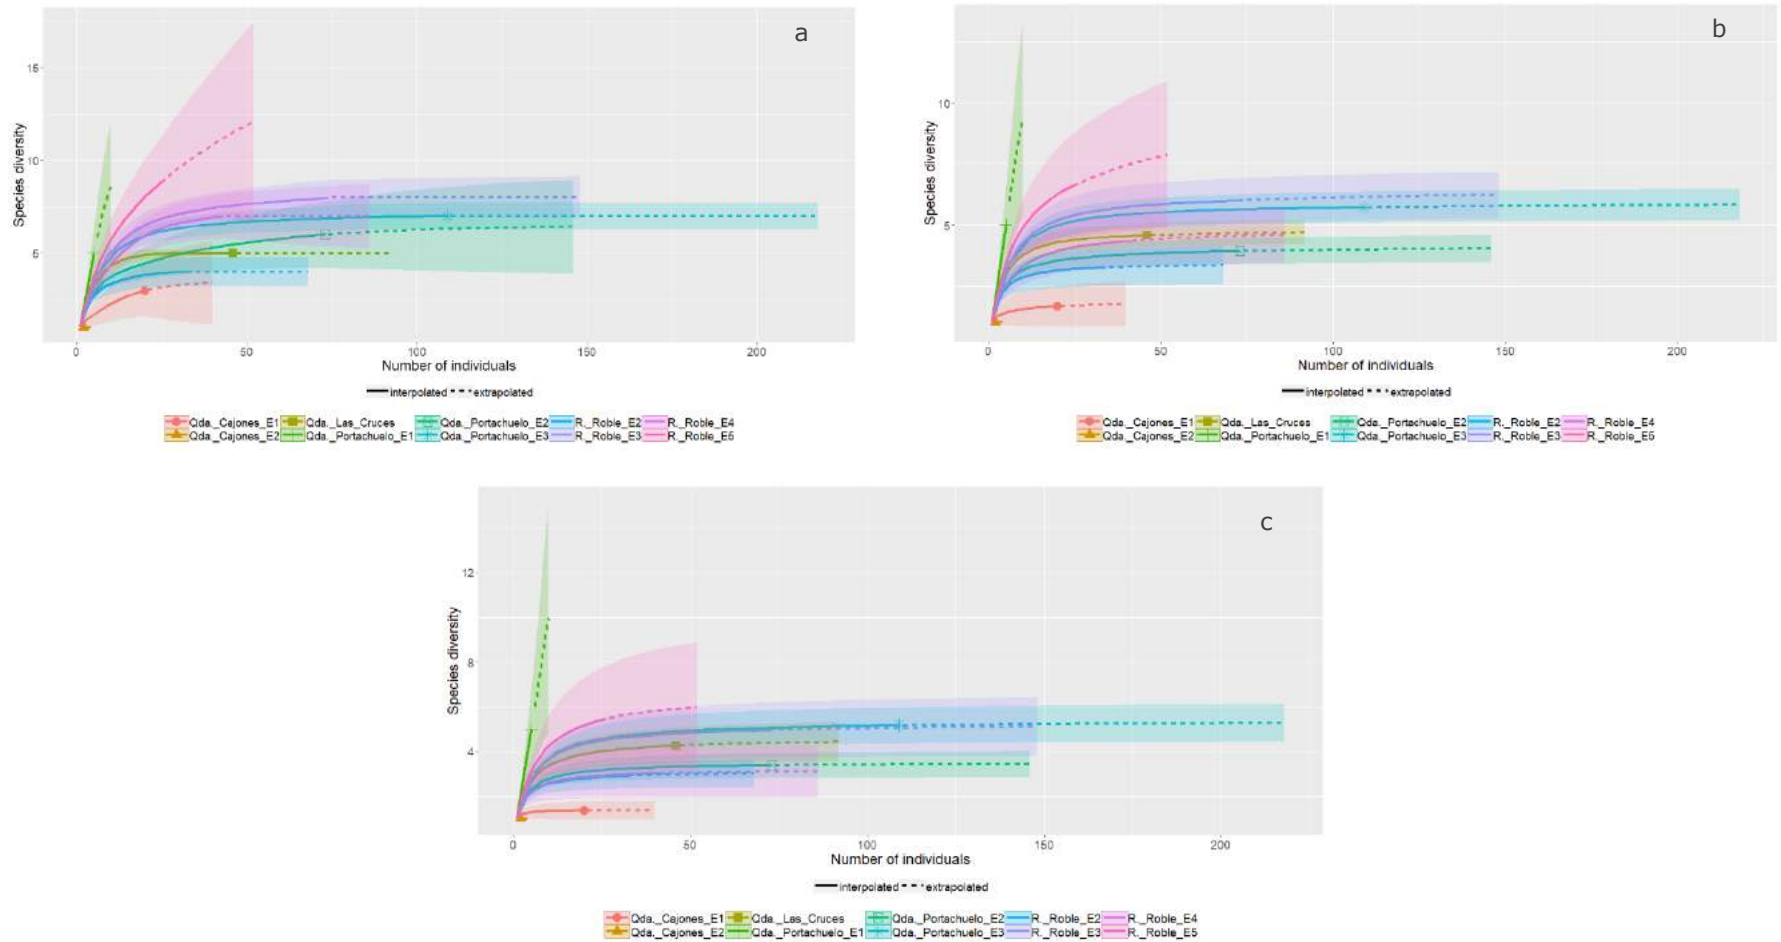 a
15
10
5
Species diversity
0
50
100
150
200
Number of individuals
interpolated extrapolated
Qda._Cajones_E1 Qda._Las_Cruces Qda._Portachuelo_E2 R._Roble_E2 R._Roble_E4
Qda._Cajones_E2 Qda._Portachuelo_E1 Qda._Portachuelo_E3 R._Roble_E3 R._Roble_E5
b
10
5
Species diversity
0
50
100
150
200
Number of individuals
interpolated extrapolated
Qda._Cajones_E1 Qda._Las_Cruces Qda._Portachuelo_E2 R._Roble_E2 R._Roble_E4
Qda._Cajones_E2 Qda._Portachuelo_E1 Qda._Portachuelo_E3 R._Roble_E3 R._Roble_E5
c
12
8
4
Species diversity
0
50
100
150
200
Number of individuals
interpolated extrapolated
Qda._Cajones_E1 Qda._Las_Cruces Qda._Portachuelo_E2 R._Roble_E2 R._Roble_E4
Qda._Cajones_E2 Qda._Portachuelo_E1 Qda._Portachuelo_E3 R._Roble_E3 R._Roble_E5